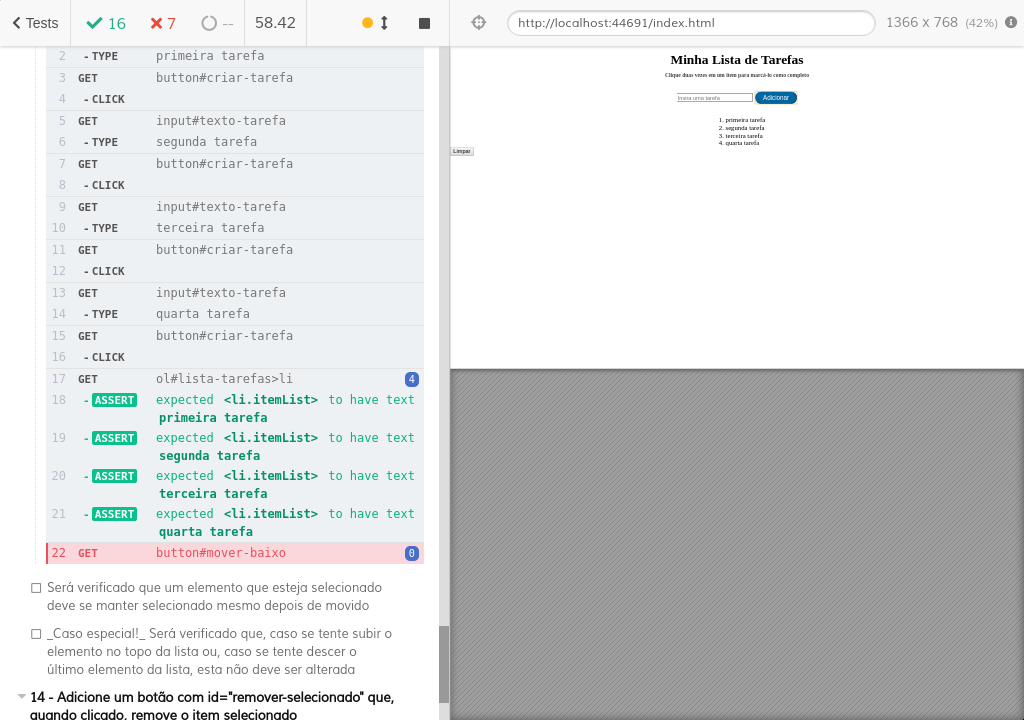 Tests 16 7 -- 58.42 http://localhost:44691/index.html 1366 x 768 (42%)
2 - TYPE primeira tarefa
3 GET button#criar-tarefa
4 - CLICK
5 GET input#texto-tarefa
6 - TYPE segunda tarefa
7 GET button#criar-tarefa
8 - CLICK
9 GET input#texto-tarefa
10 - TYPE terceira tarefa
11 GET button#criar-tarefa
12 - CLICK
13 GET input#texto-tarefa
14 - TYPE quarta tarefa
15 GET button#criar-tarefa
16 - CLICK
17 GET ol#lista-tarefas>li 4
18 - ASSERT expected <li.itemList> to have text
primeira tarefa
19 - ASSERT expected <li.itemList> to have text
segunda tarefa
20 - ASSERT expected <li.itemList> to have text
terceira tarefa
21 - ASSERT expected <li.itemList> to have text
quarta tarefa
22 GET button#mover-baixo 0
Será verificado que um elemento que esteja selecionado
deve se manter selecionado mesmo depois de movido
_Caso especial!_ Será verificado que, caso se tente subir o
elemento no topo da lista ou, caso se tente descer o
último elemento da lista, esta não deve ser alterada
14 - Adicione um botão com id="remover-selecionado" que,
quando clicado, remove o item selecionado
Minha Lista de Tarefas
Clique duas vezes em um item para marcá-lo como completo
Insira uma tarefa Adicionar
1. primeira tarefa
2. segunda tarefa
3. terceira tarefa
4. quarta tarefa
Limpar